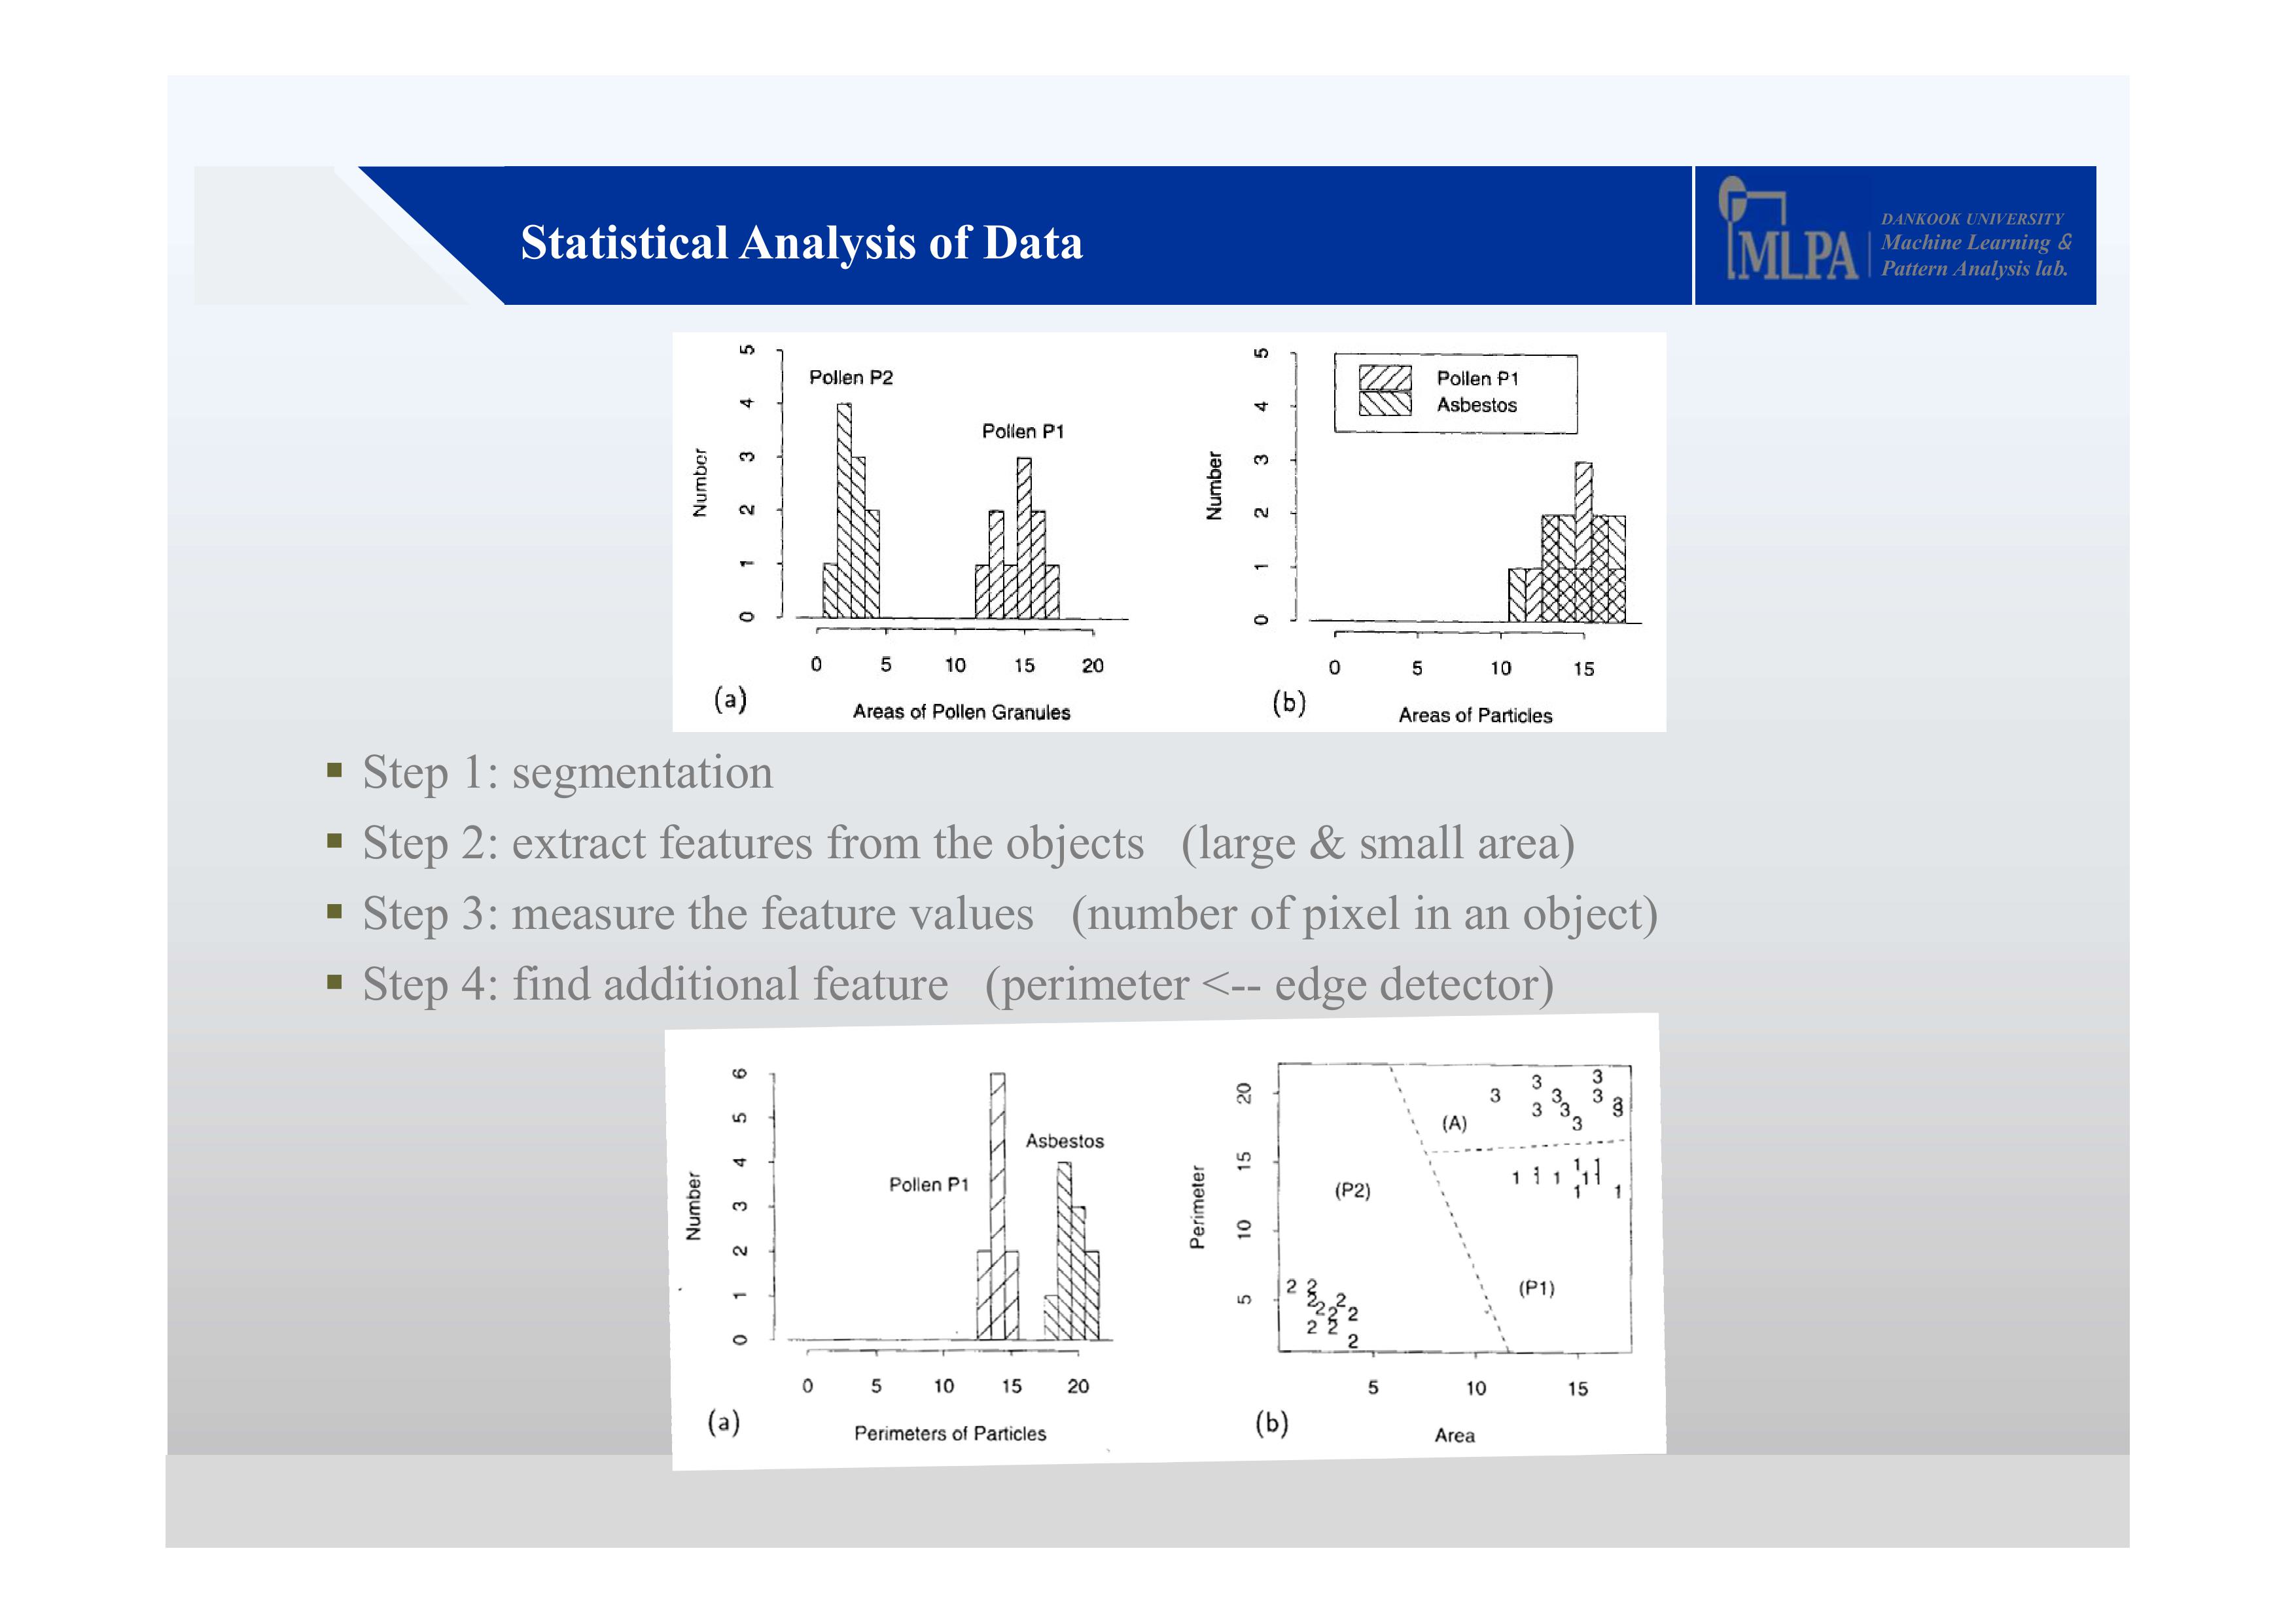 Statistical Analysis of Data
MLPA
DANKOOK UNIVERSITY
Machine Learning &
Pattern Analysis lab.
5
4
3
2
1
0
Number
Pollen P2
Pollen P1
0 5 10 15 20
(a)
Areas of Pollen Granules
5
4
3
2
1
0
Number
Pollen P1
Asbestos
0 5 10 15
(b)
Areas of Particles
▪ Step 1: segmentation
▪ Step 2: extract features from the objects (large & small area)
▪ Step 3: measure the feature values (number of pixel in an object)
▪ Step 4: find additional feature (perimeter <-- edge detector)
6
5
4
3
2
1
0
Number
Pollen P1
Asbestos
0 5 10 15 20
(a)
Perimeters of Particles
20
15
10
5
Perimeter
3 3
3 3 3 3
3 3 3
3
(A)
1 1
1 1 1 1 1
1 1
(P2)
(P1)
2 2
2 2
2 2 2
2 2
2
5 10 15
(b)
Area